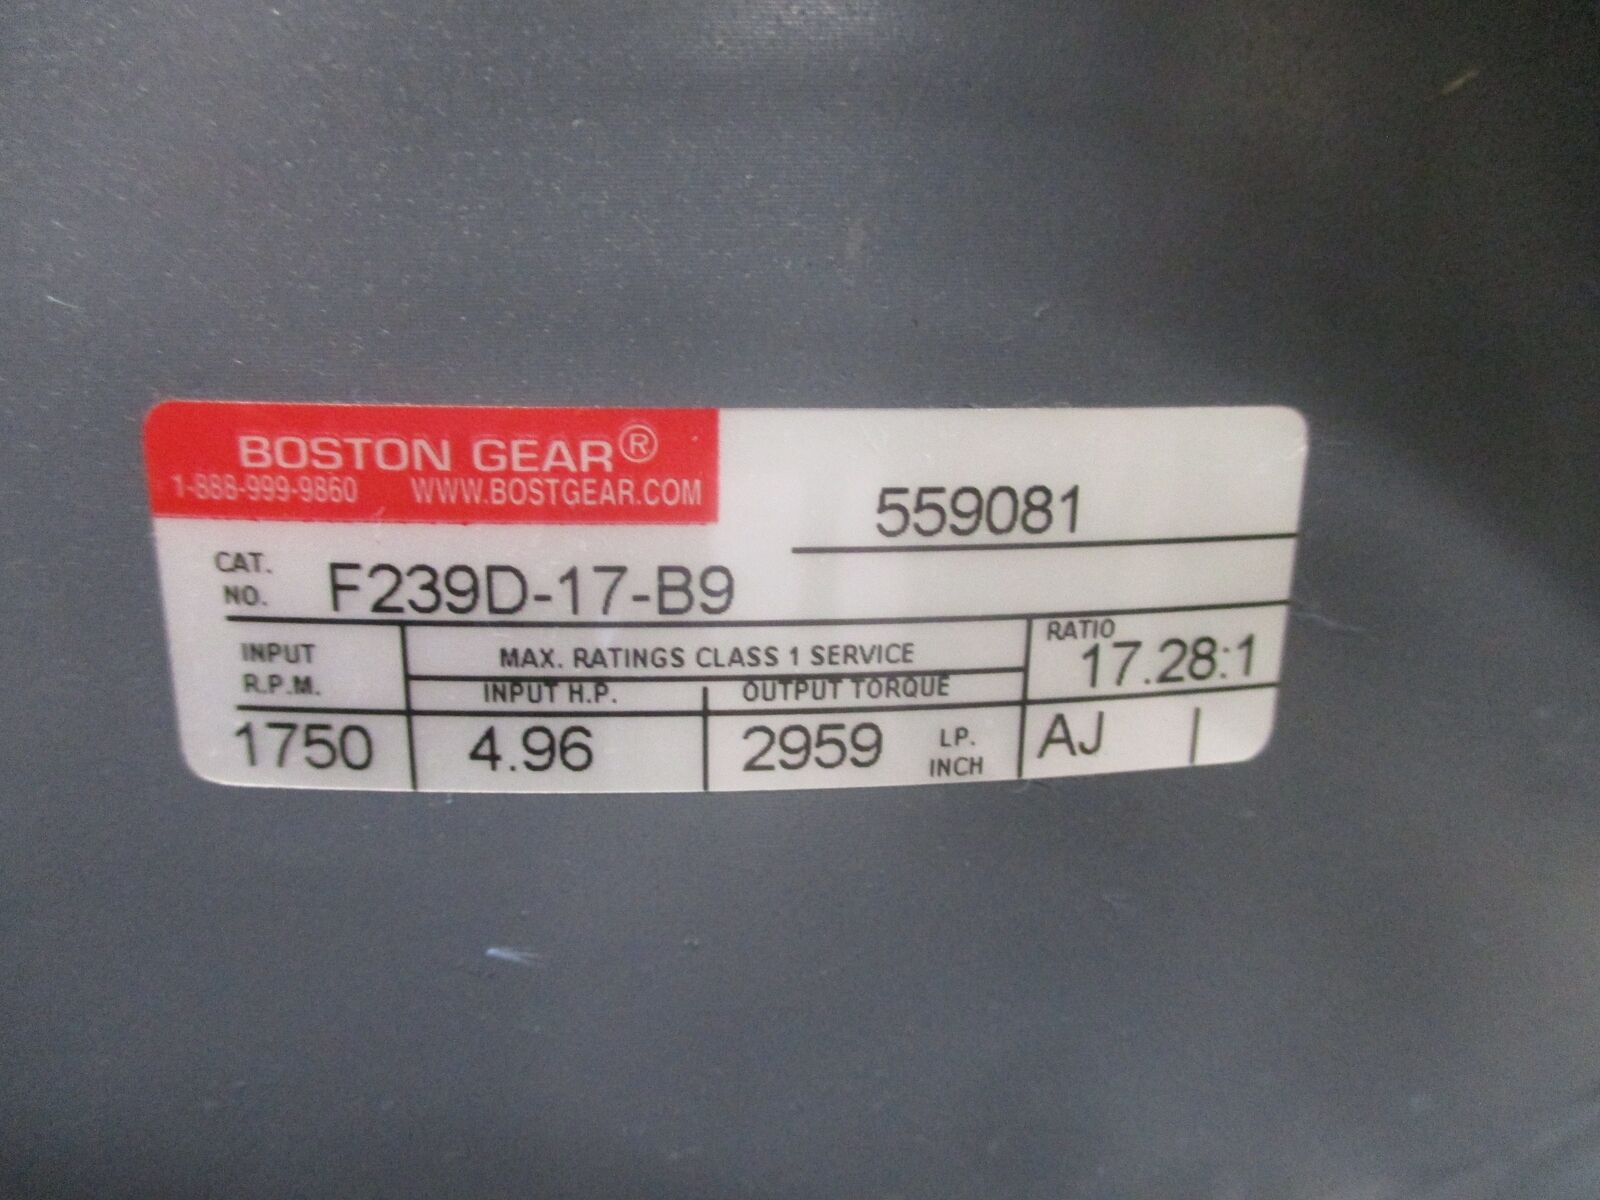 BOSTON GEAR®
1-888-999-9860 WWW.BOSTGEAR.COM
559081
CAT. NO. F239D-17-B9
INPUT R.P.M.
MAX. RATINGS CLASS 1 SERVICE
RATIO 17.28:1
INPUT H.P. OUTPUT TORQUE
1750 4.96 2959 LP. INCH AJ